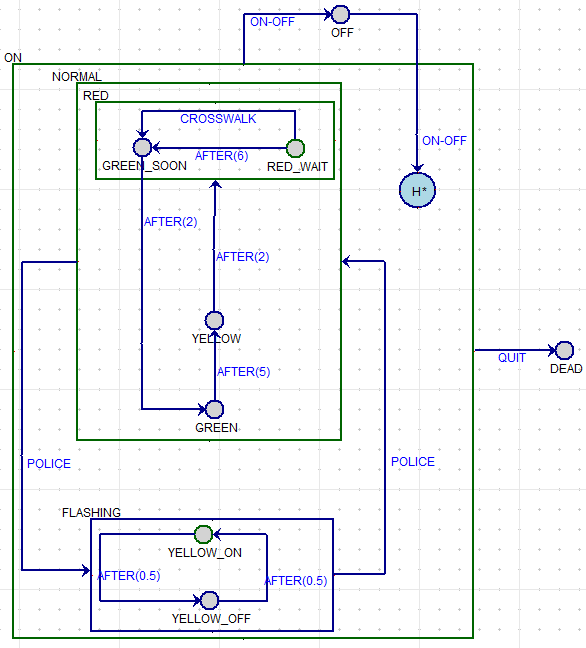 ON-OFF
OFF
ON
NORMAL
RED
CROSSWALK
ON-OFF
AFTER(6)
GREEN_SOON
RED_WAIT
H*
AFTER(2)
AFTER(2)
YELLOW
QUIT
DEAD
AFTER(5)
GREEN
POLICE
POLICE
FLASHING
YELLOW_ON
AFTER(0.5)
AFTER(0.5)
YELLOW_OFF